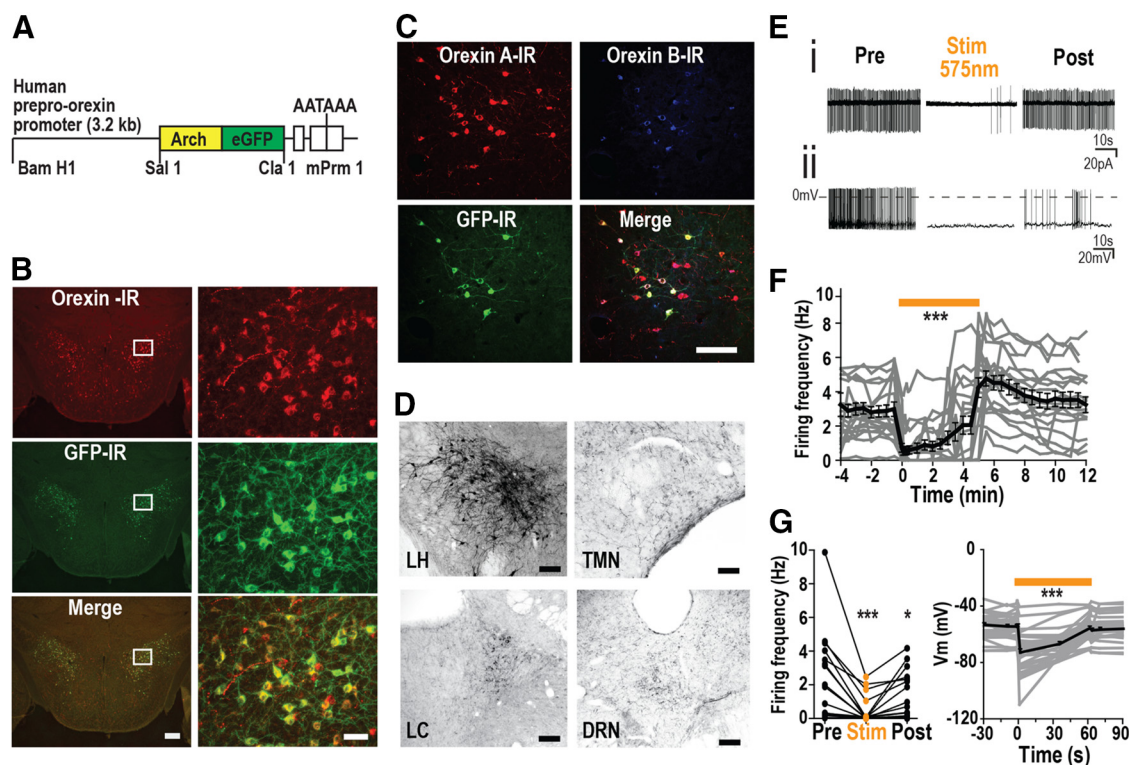 A
Human
prepro-orexin
promoter (3.2 kb)
AATAAA
Arch eGFP
Bam H1 Sal 1 Cla 1 mPrm 1
B
Orexin -IR
GFP-IR
Merge
C
Orexin A-IR Orexin B-IR
GFP-IR Merge
D
LH TMN
LC DRN
E
i
Pre Stim 575nm Post
10s
20pA
ii
0mV
10s
20mV
F
Firing frequency (Hz)
10
8
6
4
2
0
***
-4 -2 0 2 4 6 8 10 12
Time (min)
G
Firing frequency (Hz)
10
8
6
4
2
0
*** *
Pre Stim Post
Vm (mV)
0
-40
-80
-120
***
-30 0 30 60 90
Time (s)